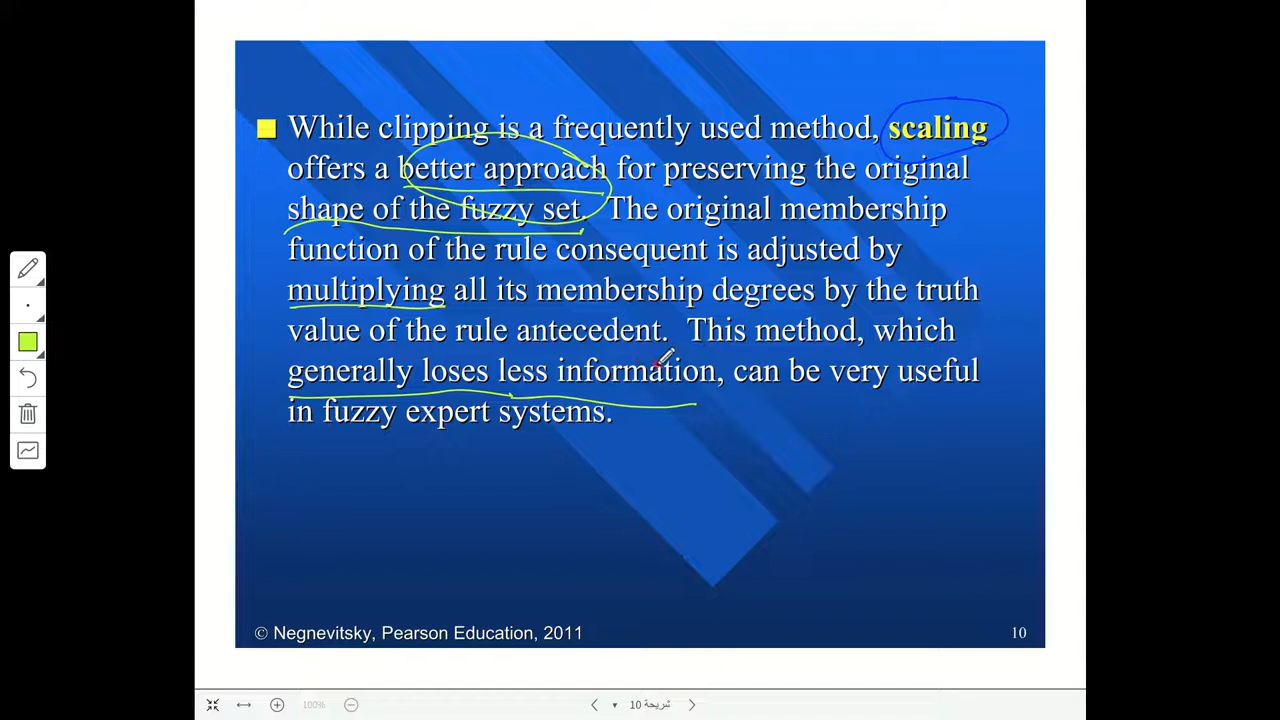 While clipping is a frequently used method, scaling
offers a better approach for preserving the original
shape of the fuzzy set. The original membership
function of the rule consequent is adjusted by
multiplying all its membership degrees by the truth
value of the rule antecedent. This method, which
generally loses less information, can be very useful
in fuzzy expert systems.
© Negnevitsky, Pearson Education, 2011
10
100%
شريحة 10